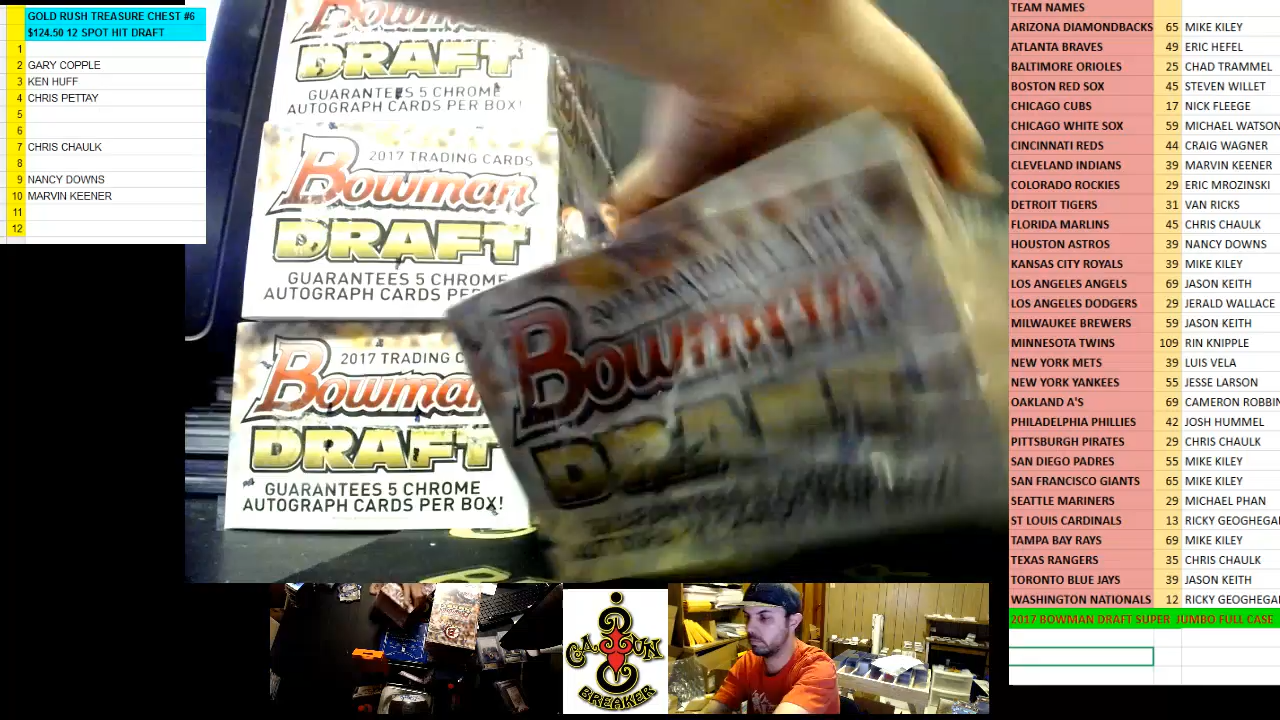 GOLD RUSH TREASURE CHEST #6
$124.50 12 SPOT HIT DRAFT
1
2 GARY COPPLE
3 KEN HUFF
4 CHRIS PETTAY
5
6
7 CHRIS CHAULK
8
9 NANCY DOWNS
10 MARVIN KEENER
11
12
Bowman
DRAFT
GUARANTEES 5 CHROME
AUTOGRAPH CARDS PER BOX!
2017 TRADING CARDS
Bowman
DRAFT
GUARANTEES 5 CHROME
AUTOGRAPH CARDS PE
2017 TRADING C
Bowman
DRAFT
GUARANTEES 5 CHROME
AUTOGRAPH CARDS PER BOX!
Bowman
DRAFT
CAJUN
BREAKER
TEAM NAMES
ARIZONA DIAMONDBACKS 65 MIKE KILEY
ATLANTA BRAVES 49 ERIC HEFEL
BALTIMORE ORIOLES 25 CHAD TRAMMEL
BOSTON RED SOX 45 STEVEN WILLET
CHICAGO CUBS 17 NICK FLEEGE
CHICAGO WHITE SOX 59 MICHAEL WATSON
CINCINNATI REDS 44 CRAIG WAGNER
CLEVELAND INDIANS 39 MARVIN KEENER
COLORADO ROCKIES 29 ERIC MROZINSKI
DETROIT TIGERS 31 VAN RICKS
FLORIDA MARLINS 45 CHRIS CHAULK
HOUSTON ASTROS 39 NANCY DOWNS
KANSAS CITY ROYALS 39 MIKE KILEY
LOS ANGELES ANGELS 69 JASON KEITH
LOS ANGELES DODGERS 29 JERALD WALLACE
MILWAUKEE BREWERS 59 JASON KEITH
MINNESOTA TWINS 109 RIN KNIPPLE
NEW YORK METS 39 LUIS VELA
NEW YORK YANKEES 55 JESSE LARSON
OAKLAND A'S 69 CAMERON ROBBIN
PHILADELPHIA PHILLIES 42 JOSH HUMMEL
PITTSBURGH PIRATES 29 CHRIS CHAULK
SAN DIEGO PADRES 55 MIKE KILEY
SAN FRANCISCO GIANTS 65 MIKE KILEY
SEATTLE MARINERS 29 MICHAEL PHAN
ST LOUIS CARDINALS 13 RICKY GEOGHEGA
TAMPA BAY RAYS 69 MIKE KILEY
TEXAS RANGERS 35 CHRIS CHAULK
TORONTO BLUE JAYS 39 JASON KEITH
WASHINGTON NATIONALS 12 RICKY GEOGHEGA
2017 BOWMAN DRAFT SUPER JUMBO FULL CASE